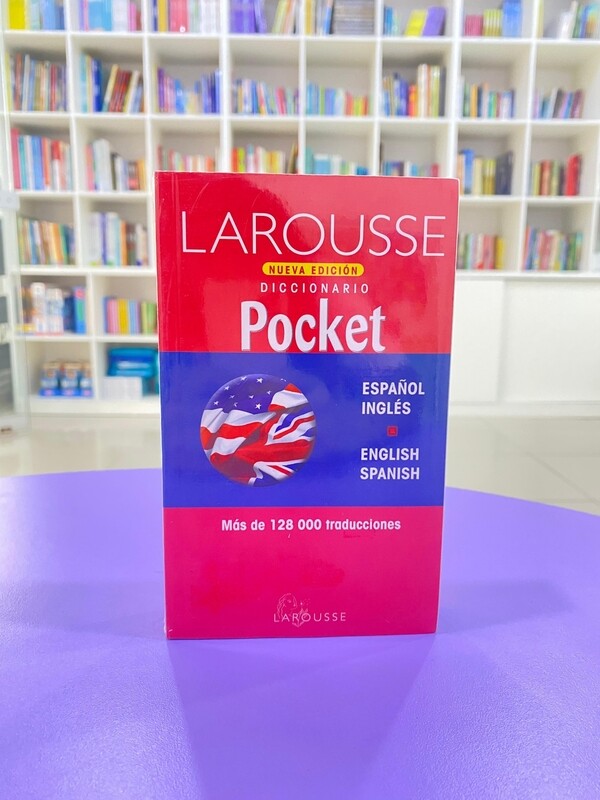 LAROUSSE
NUEVA EDICIÓN
DICCIONARIO
Pocket
ESPAÑOL
INGLÉS
ENGLISH
SPANISH
Más de 128 000 traducciones
LAROUSSE